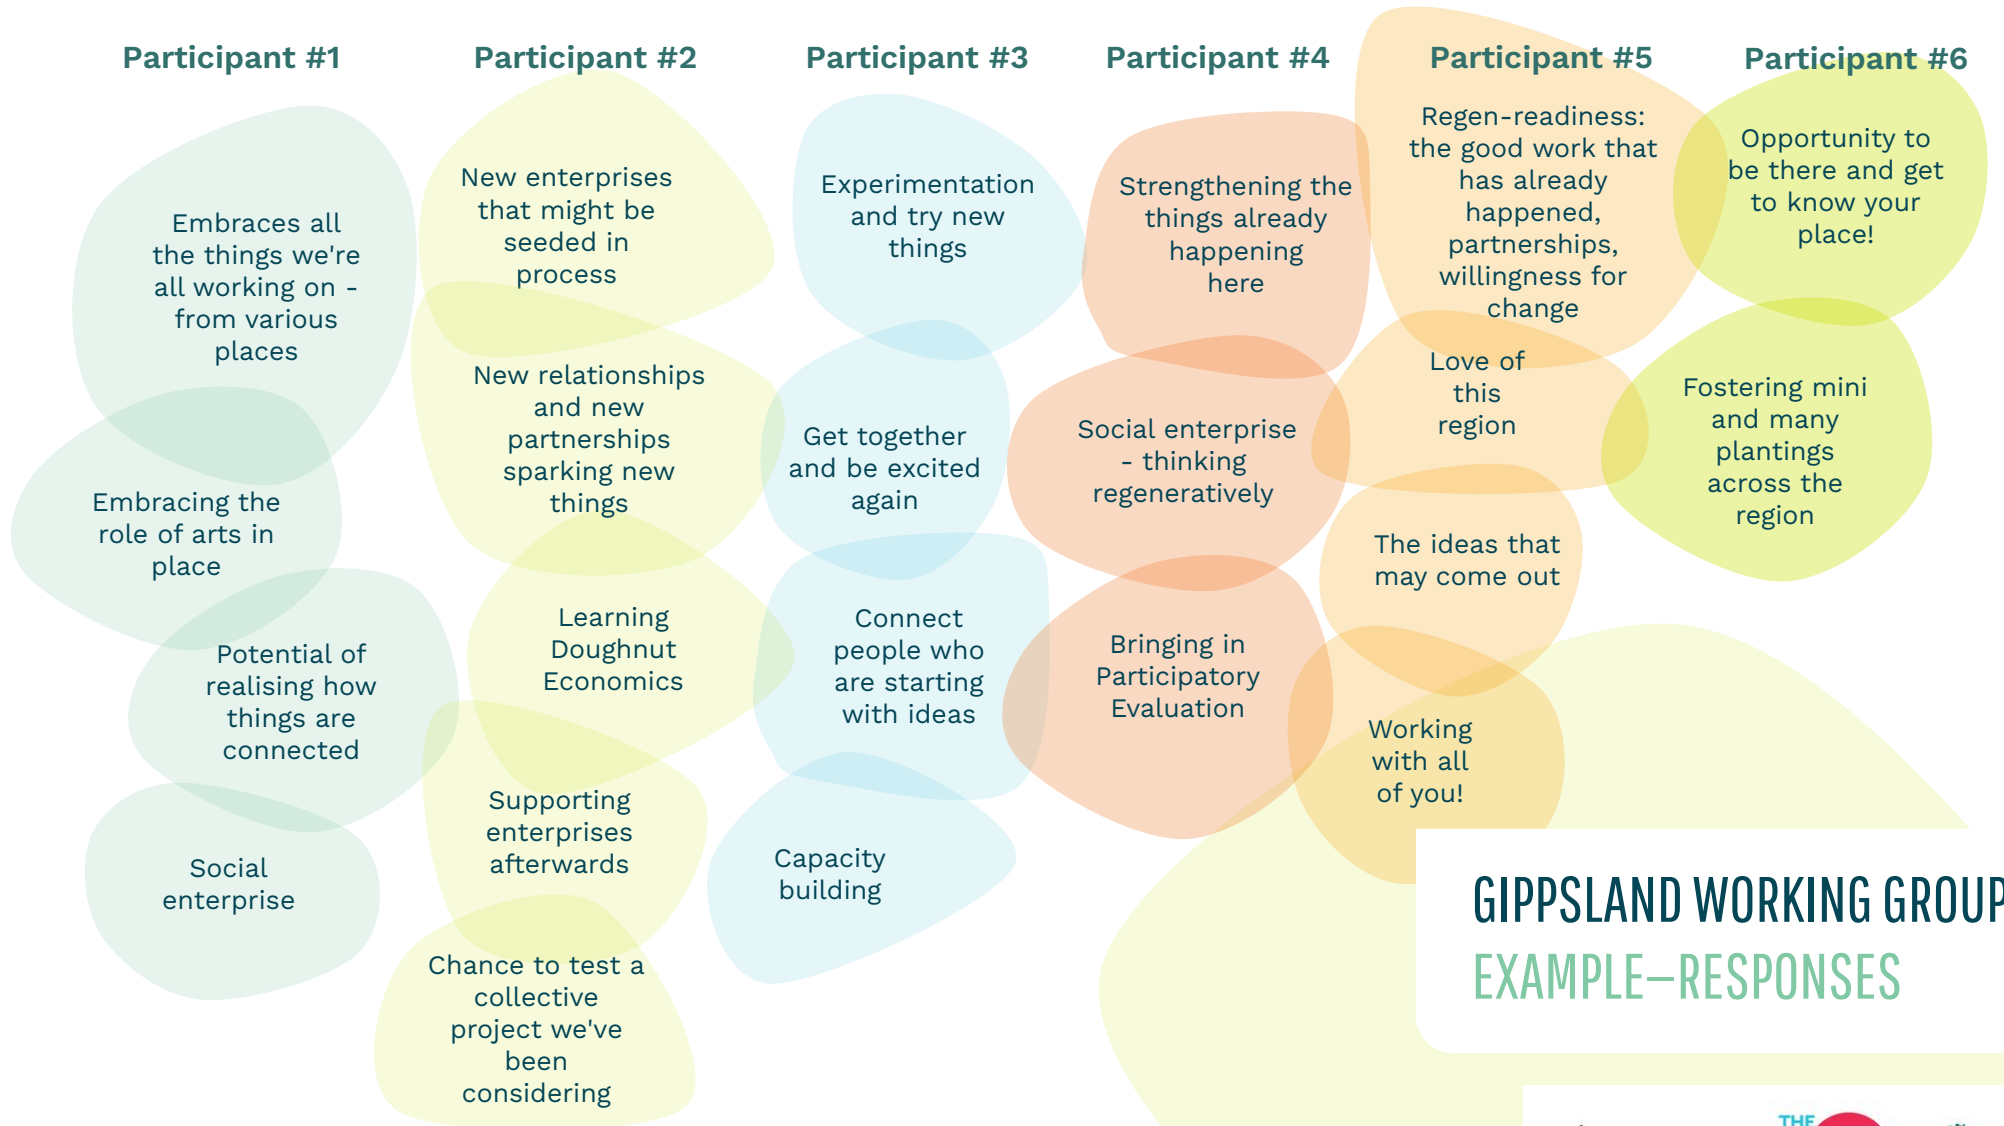 Participant #1
Embraces all
the things we're
all working on -
from various
places
Embracing the
role of arts in
place
Potential of
realising how
things are
connected
Social
enterprise
Participant #2
New enterprises
that might be
seeded in
process
New relationships
and new
partnerships
sparking new
things
Learning
Doughnut
Economics
Supporting
enterprises
afterwards
Chance to test a
collective
project we've
been
considering
Participant #3
Experimentation
and try new
things
Get together
and be excited
again
Connect
people who
are starting
with ideas
Capacity
building
Participant #4
Strengthening the
things already
happening
here
Social enterprise
- thinking
regeneratively
Bringing in
Participatory
Evaluation
Participant #5
Regen-readiness:
the good work that
has already
happened,
partnerships,
willingness for
change
Love of
this
region
The ideas that
may come out
Working
with all
of you!
Participant #6
Opportunity to
be there and get
to know your
place!
Fostering mini
and many
plantings
across the
region
GIPPSLAND WORKING GROUP
EXAMPLE—RESPONSES
THE